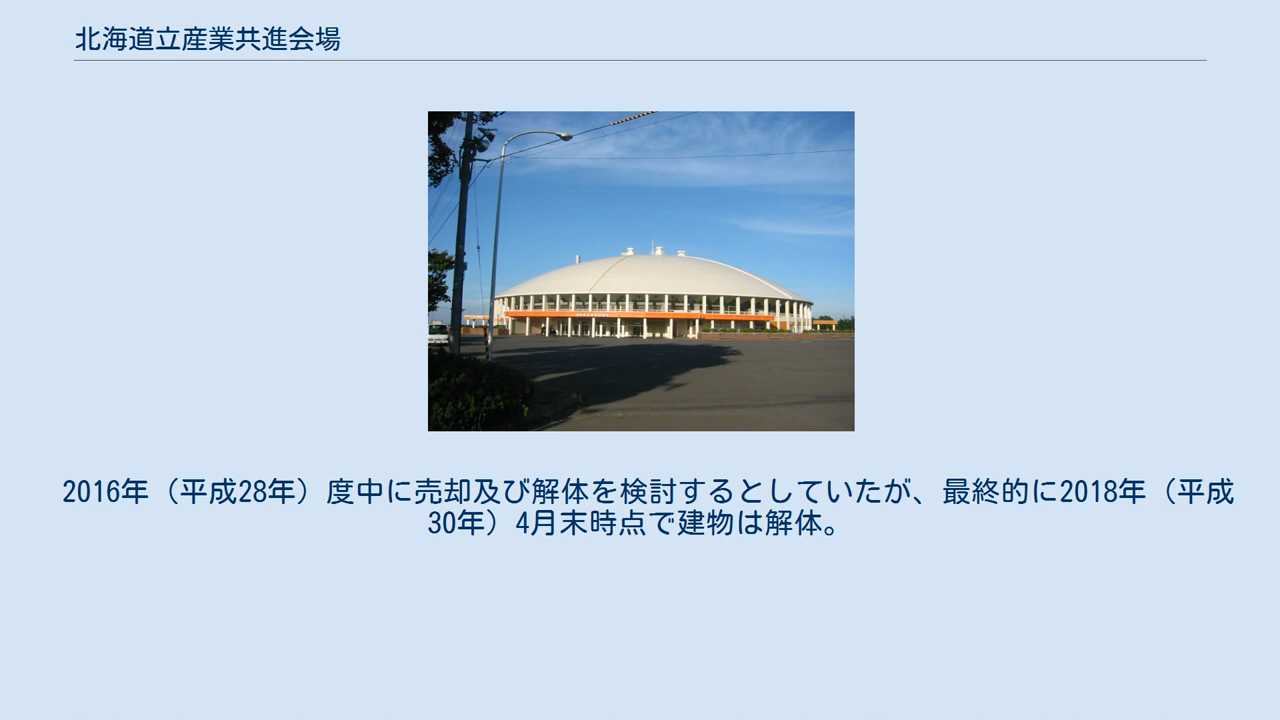 北海道立産業共進会場
2016年（平成28年）度中に売却及び解体を検討するとしていたが、最終的に2018年（平成
30年）4月末時点で建物は解体。